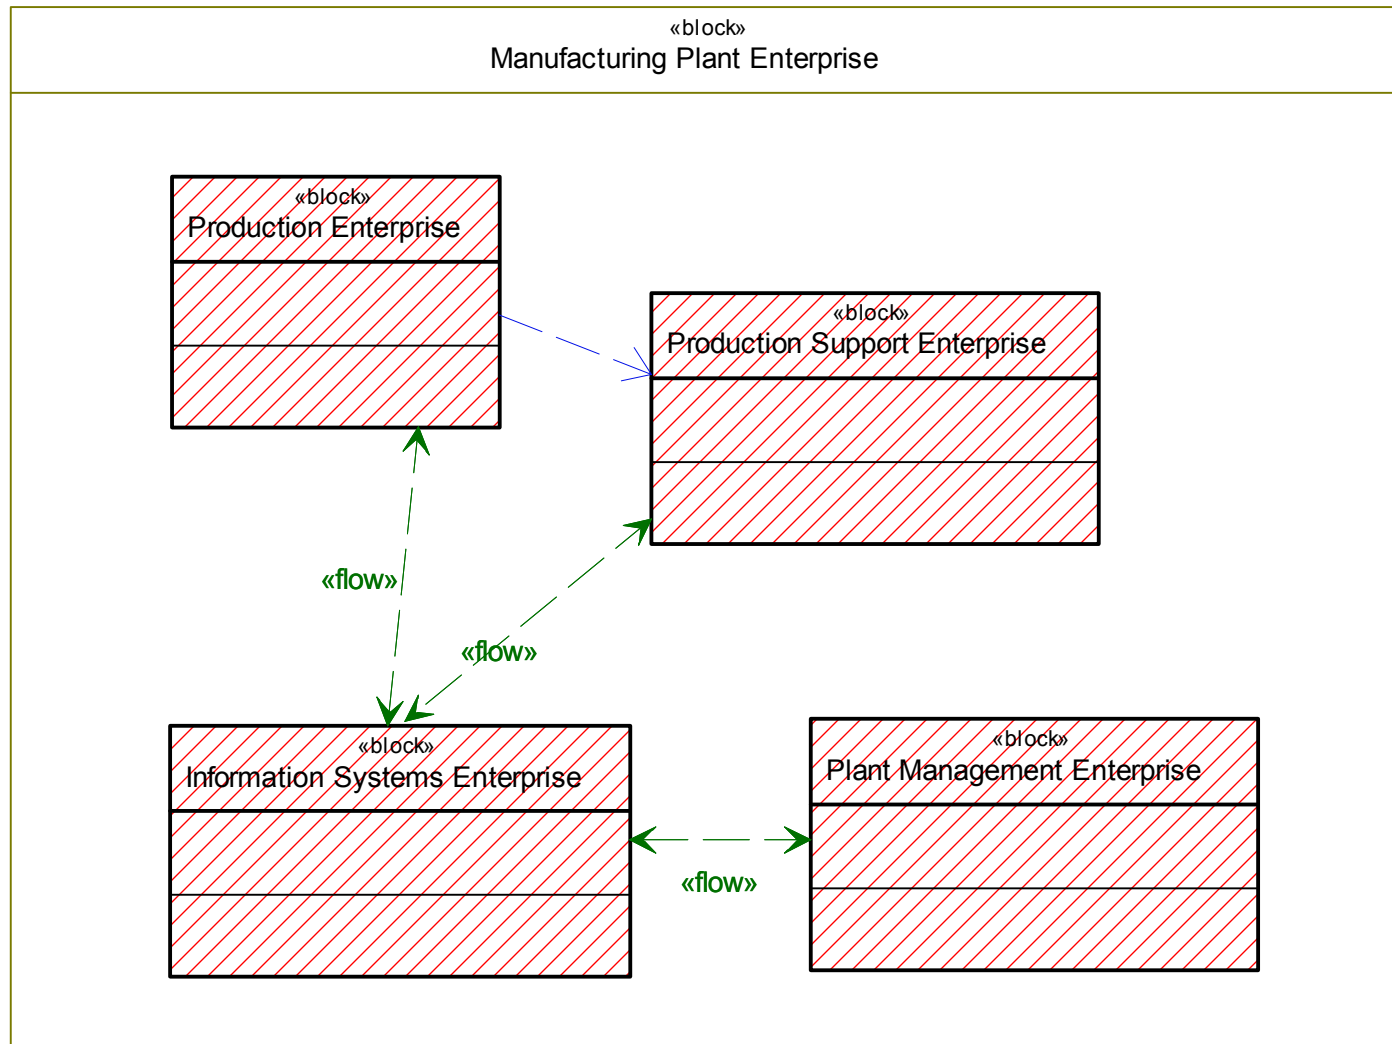 «block»
Manufacturing Plant Enterprise
«block»
Production Enterprise
«block»
Production Support Enterprise
«flow»
«flow»
«block»
Information Systems Enterprise
«block»
Plant Management Enterprise
«flow»